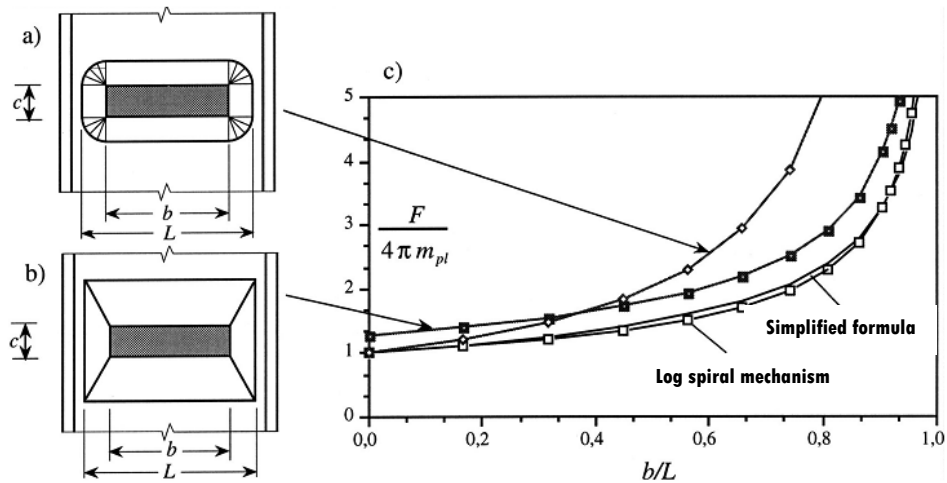 a)
c
b
L
b)
c
b
L
c)
5
4
3
2
1
0
F
4π m_pl
Simplified formula
Log spiral mechanism
0,0
0,2
0,4
0,6
0,8
1,0
b/L